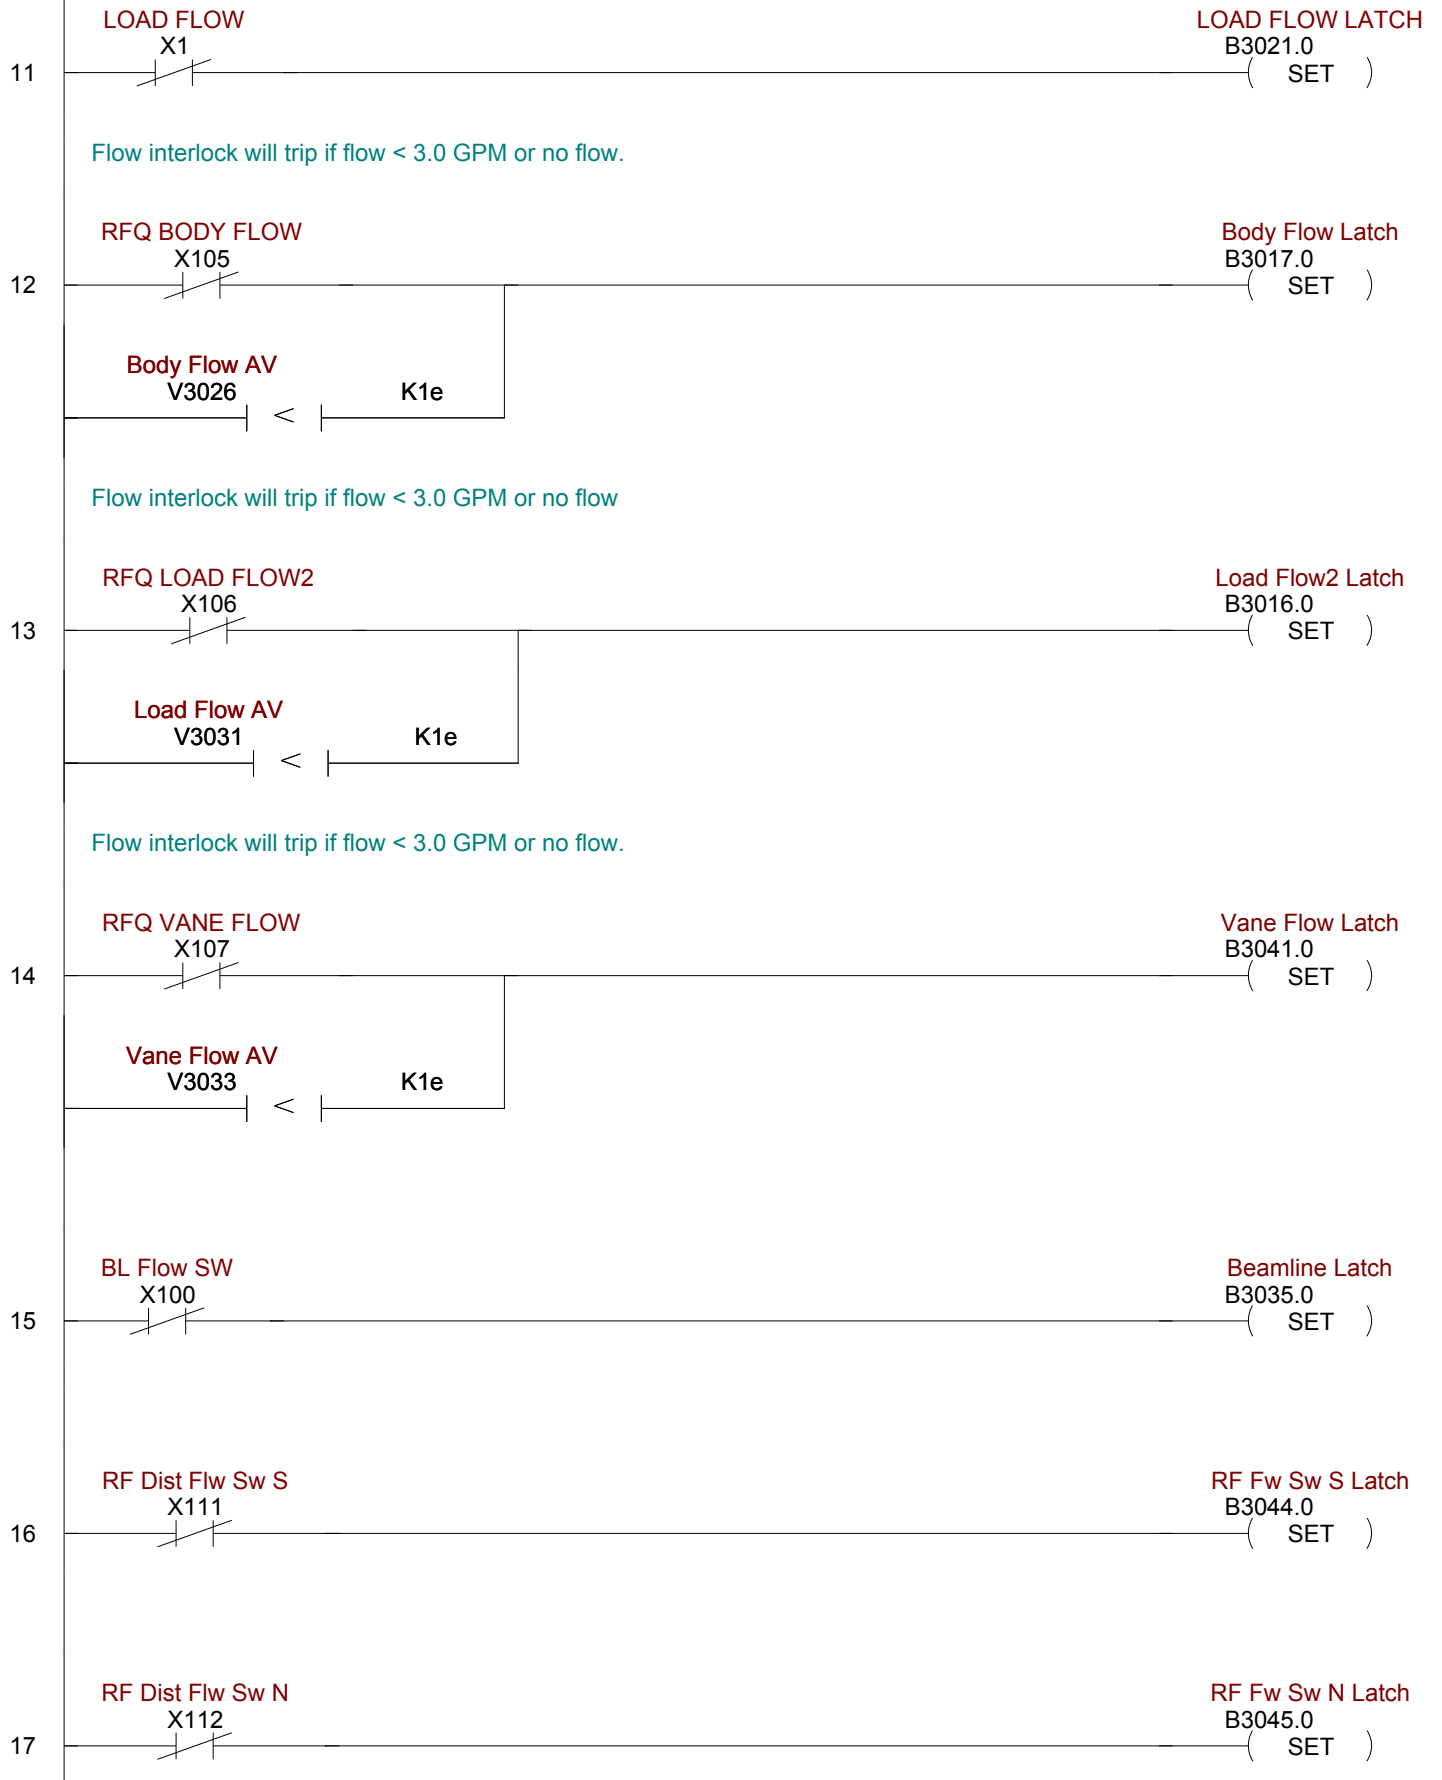 LOAD FLOW LOAD FLOW LATCH
X1 B3021.0
11 SET
Flow interlock will trip if flow < 3.0 GPM or no flow.
RFQ BODY FLOW Body Flow Latch
X105 B3017.0
12 SET
Body Flow AV
V3026 K1e
<
Flow interlock will trip if flow < 3.0 GPM or no flow
RFQ LOAD FLOW2 Load Flow2 Latch
X106 B3016.0
13 SET
Load Flow AV
V3031 K1e
<
Flow interlock will trip if flow < 3.0 GPM or no flow.
RFQ VANE FLOW Vane Flow Latch
X107 B3041.0
14 SET
Vane Flow AV
V3033 K1e
<
BL Flow SW Beamline Latch
X100 B3035.0
15 SET
RF Dist Flw Sw S RF Fw Sw S Latch
X111 B3044.0
16 SET
RF Dist Flw Sw N RF Fw Sw N Latch
X112 B3045.0
17 SET